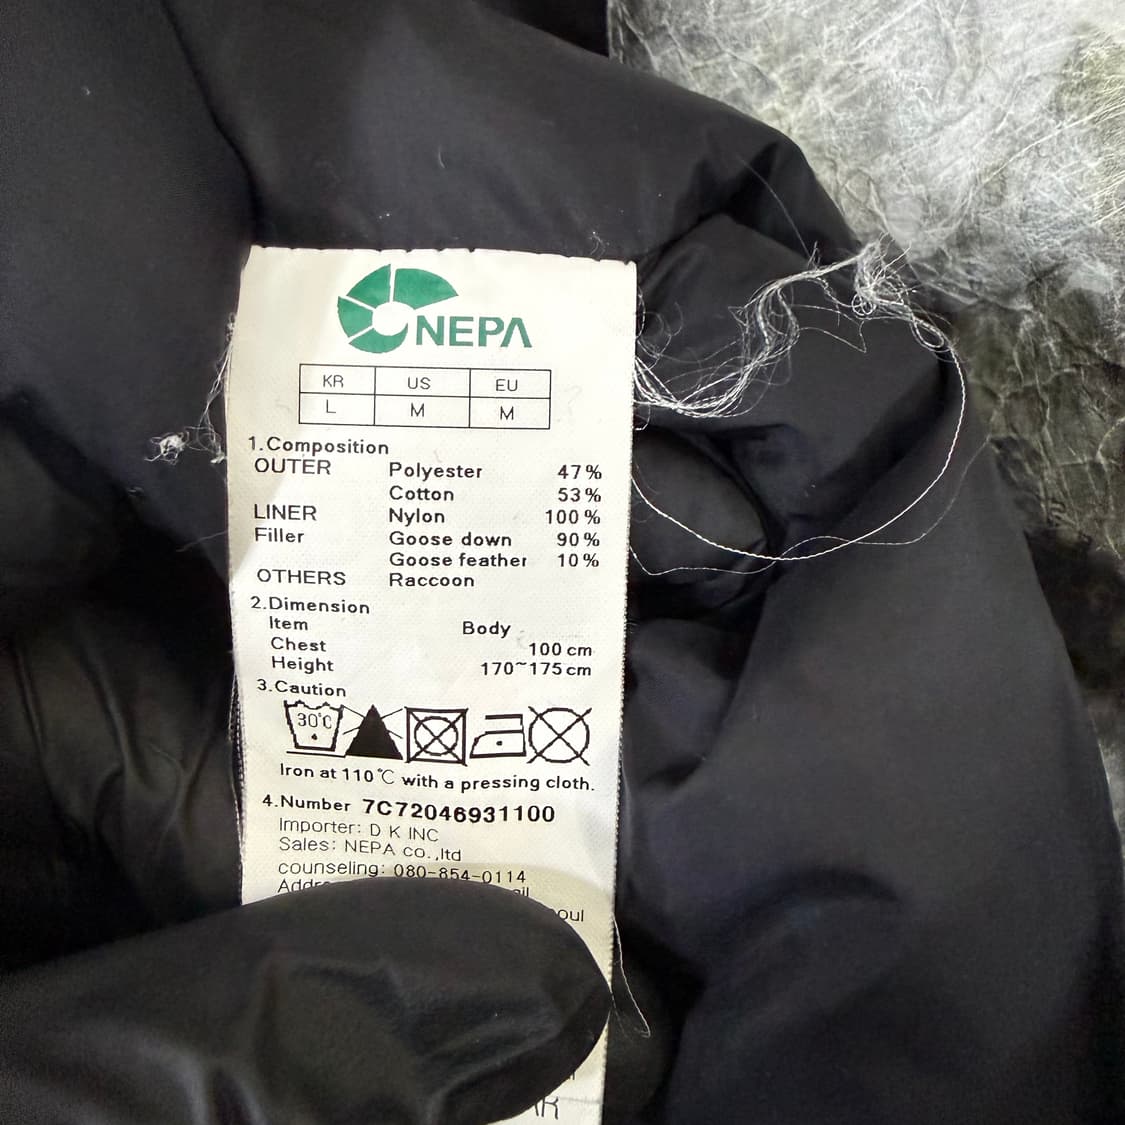 NEPA
KR US EU
L M M
1.Composition
OUTER Polyester 47%
Cotton 53%
LINER Nylon 100%
Filler Goose down 90%
Goose feather 10%
OTHERS Raccoon
2.Dimension
Item Body
Chest 100cm
Height 170~175cm
3.Caution
30℃
Iron at 110℃ with a pressing cloth.
4.Number 7C72046931100
Importer: D K INC
Sales: NEPA co.,ltd
counseling: 080-854-0114